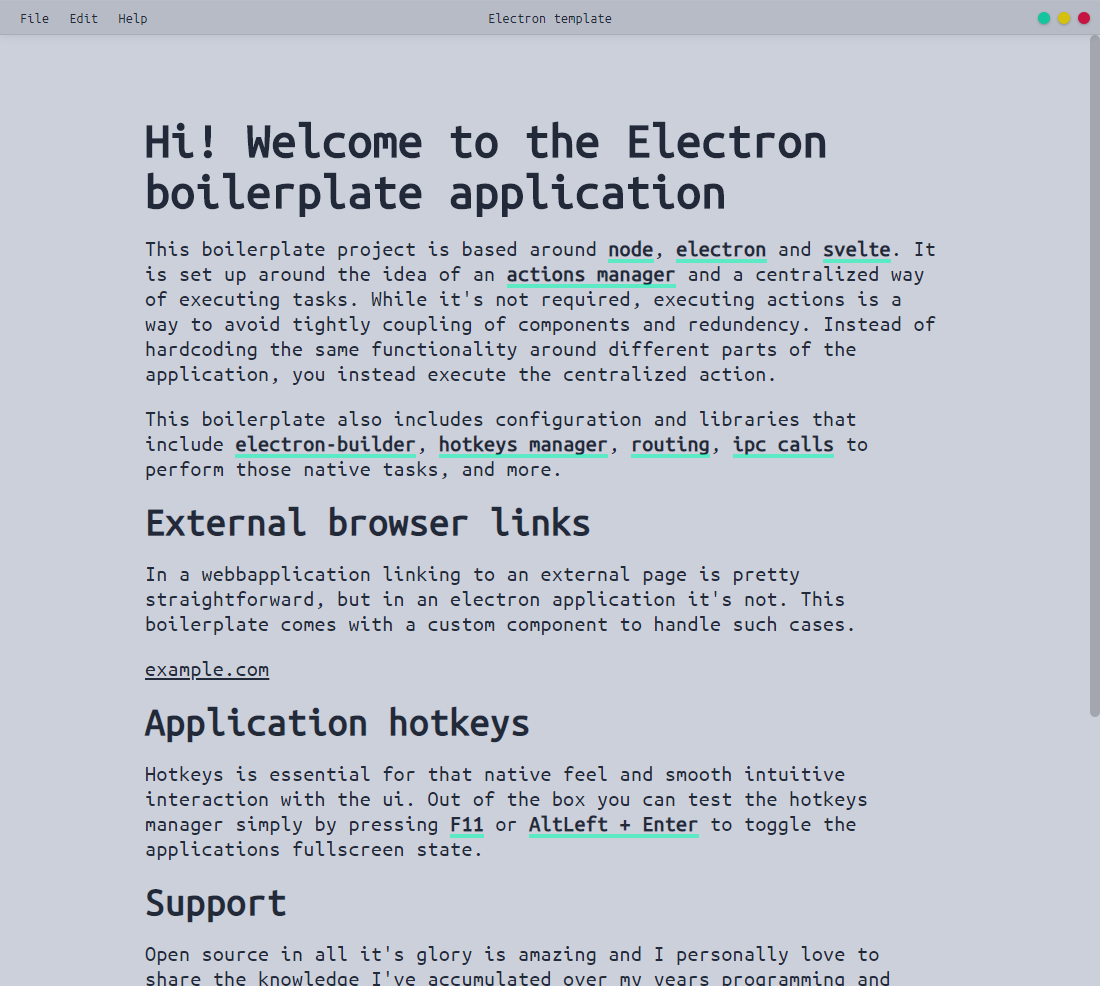 File Edit Help Electron template
Hi! Welcome to the Electron
boilerplate application
This boilerplate project is based around node, electron and svelte. It
is set up around the idea of an actions manager and a centralized way
of executing tasks. While it's not required, executing actions is a
way to avoid tightly coupling of components and redundency. Instead of
hardcoding the same functionality around different parts of the
application, you instead execute the centralized action.
This boilerplate also includes configuration and libraries that
include electron-builder, hotkeys manager, routing, ipc calls to
perform those native tasks, and more.
External browser links
In a webbapplication linking to an external page is pretty
straightforward, but in an electron application it's not. This
boilerplate comes with a custom component to handle such cases.
example.com
Application hotkeys
Hotkeys is essential for that native feel and smooth intuitive
interaction with the ui. Out of the box you can test the hotkeys
manager simply by pressing F11 or AltLeft + Enter to toggle the
applications fullscreen state.
Support
Open source in all it's glory is amazing and I personally love to
share the knowledge I've accumulated over my years programming and